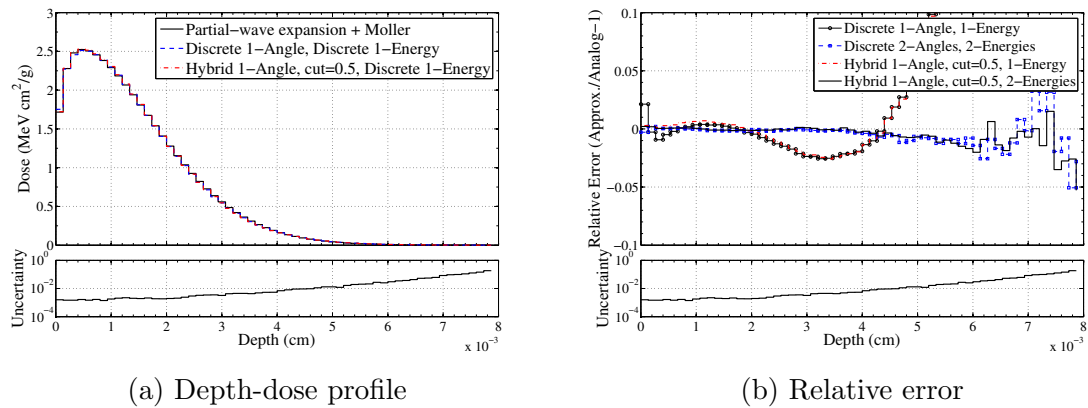 Partial−wave expansion + Moller
Discrete 1−Angle, Discrete 1−Energy
Hybrid 1−Angle, cut=0.5, Discrete 1−Energy
Dose (MeV cm²/g)
3
2.5
2
1.5
1
0.5
0
Uncertainty
10⁰
10⁻²
10⁻⁴
0 1 2 3 4 5 6 7 8
Depth (cm)
x 10⁻³
(a) Depth-dose profile
Discrete 1−Angle, 1−Energy
Discrete 2−Angles, 2−Energies
Hybrid 1−Angle, cut=0.5, 1−Energy
Hybrid 1−Angle, cut=0.5, 2−Energies
Relative Error (Approx./Analog−1)
0.1
0.05
0
−0.05
−0.1
Uncertainty
10⁰
10⁻²
10⁻⁴
0 1 2 3 4 5 6 7 8
Depth (cm)
x 10⁻³
(b) Relative error